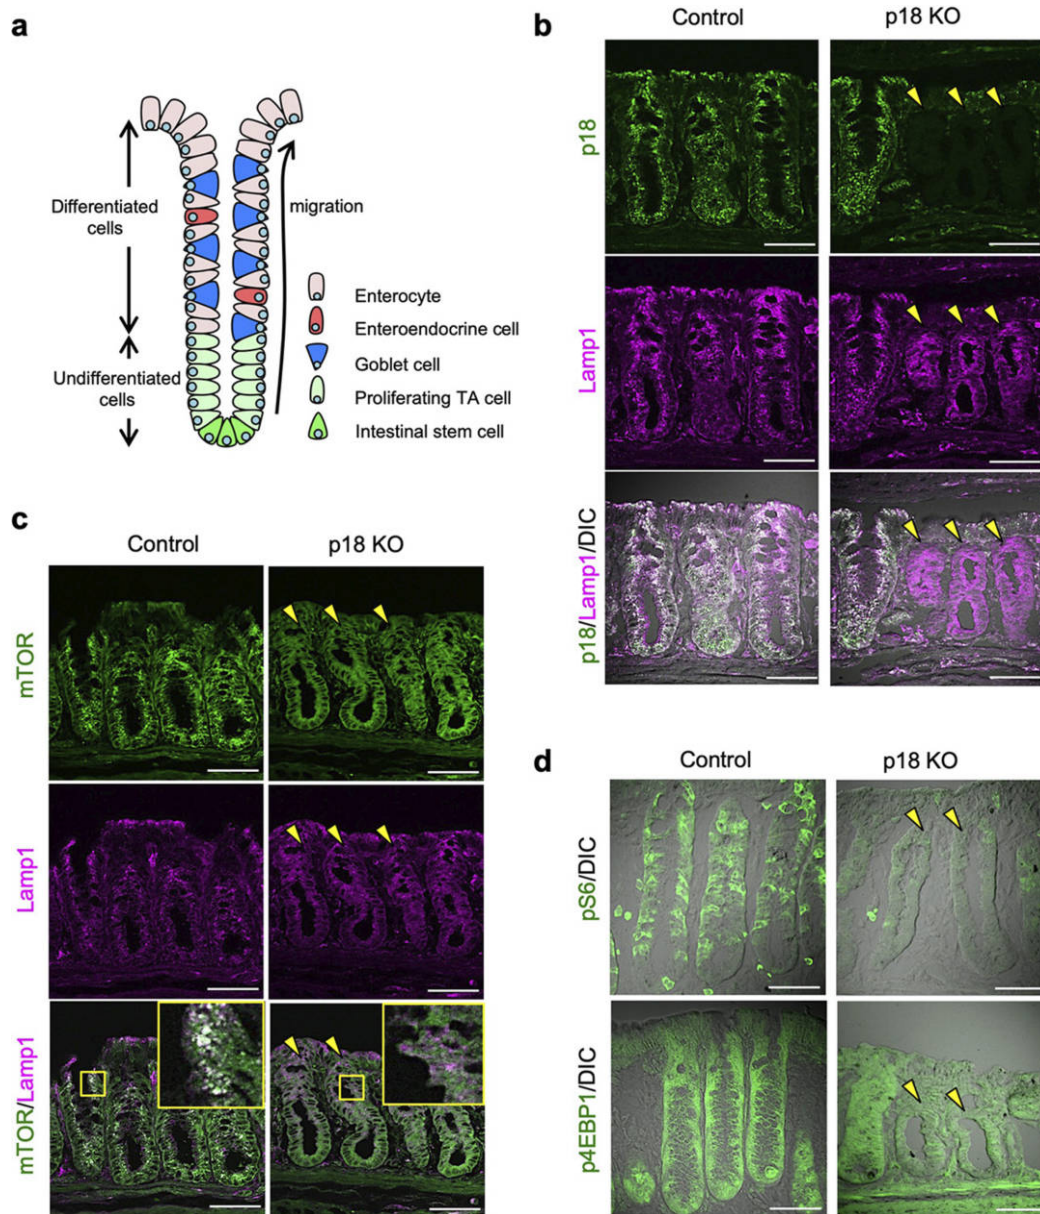 a
Differentiated
cells
Undifferentiated
cells
migration
Enterocyte
Enteroendocrine cell
Goblet cell
Proliferating TA cell
Intestinal stem cell
b
Control
p18 KO
p18
Lamp1
p18/Lamp1/DIC
c
Control
p18 KO
mTOR
Lamp1
mTOR/Lamp1
d
Control
p18 KO
pS6/DIC
p4EBP1/DIC